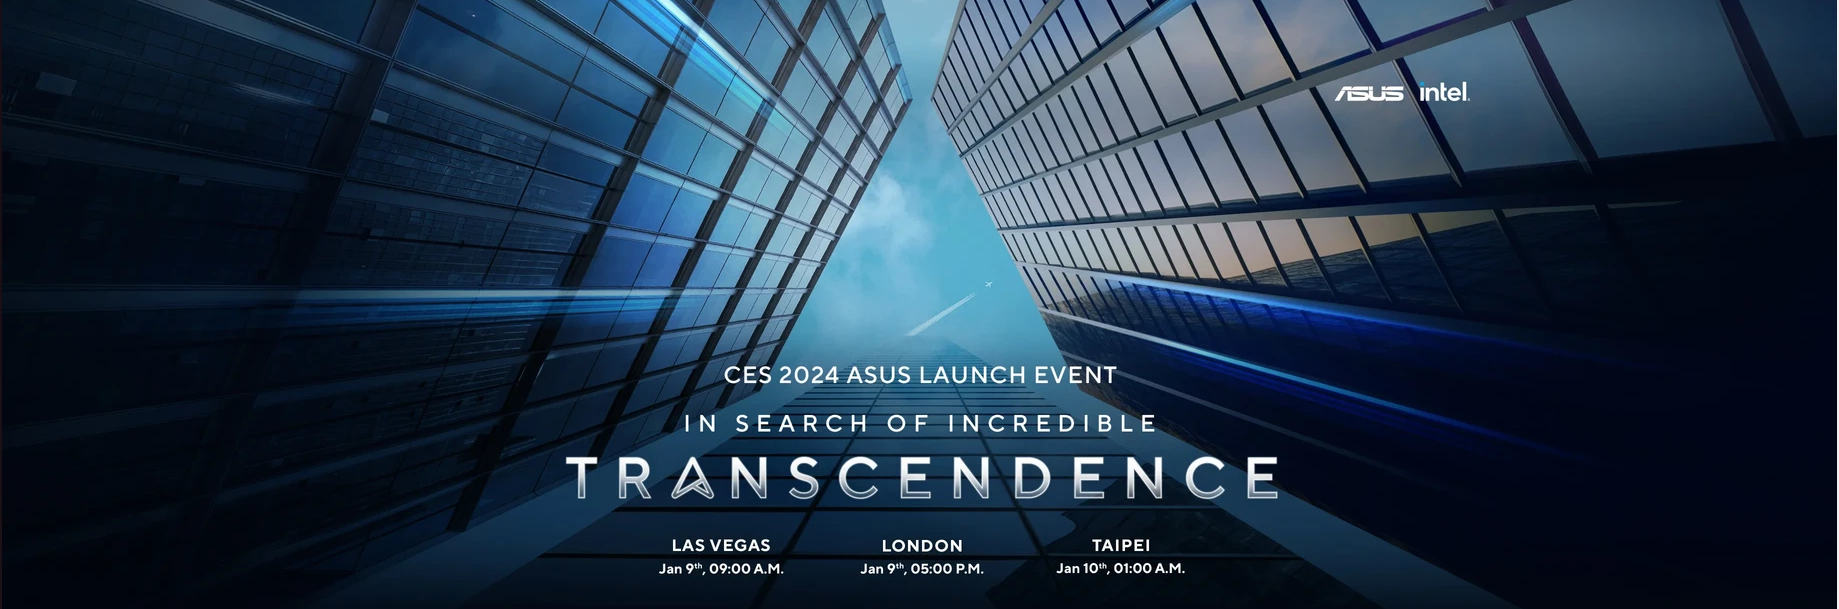 ASUS intel.
CES 2024 ASUS LAUNCH EVENT
IN SEARCH OF INCREDIBLE
TRANSCENDENCE
LAS VEGAS
Jan 9th, 09:00 A.M.
LONDON
Jan 9th, 05:00 P.M.
TAIPEI
Jan 10th, 01:00 A.M.